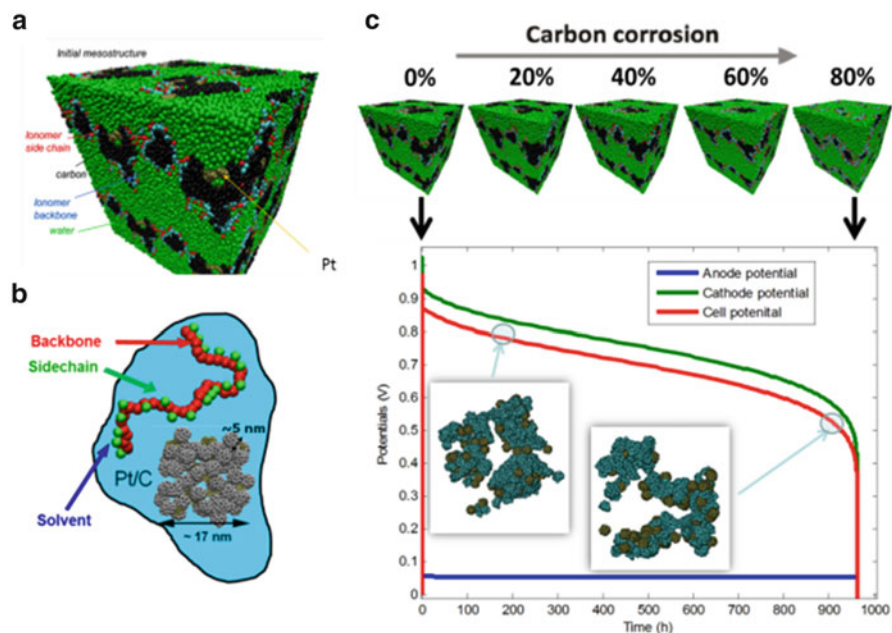 a
Initial mesostructure
Ionomer
side chain
carbon
Ionomer
backbone
water
Pt
b
Backbone
Sidechain
~5 nm
Pt/C
Solvent
~ 17 nm
c
Carbon corrosion
0% 20% 40% 60% 80%
Anode potential
Cathode potential
Cell potenital
Potentials (V)
1
0.9
0.8
0.7
0.6
0.5
0.4
0.3
0.2
0.1
0
0 100 200 300 400 500 600 700 800 900 1000
Time (h)